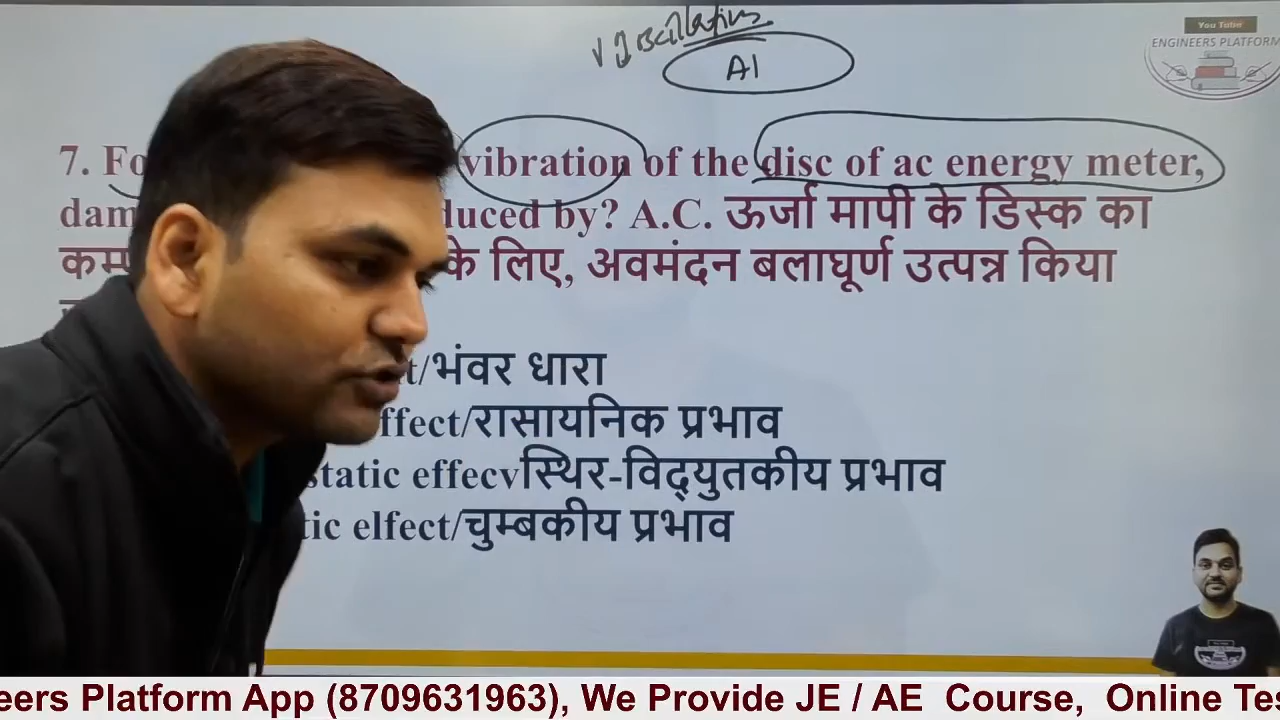 You Tube
ENGINEERS PLATFORM
Al
7. Fo vibration of the disc of ac energy meter,
dam duced by? A.C. ऊर्जा मापी के डिस्क का
कम्प के लिए, अवमंदन बलाघूर्ण उत्पन्न किया
t/भंवर धारा
ffect/रासायनिक प्रभाव
static effecvस्थिर-विद्युतकीय प्रभाव
tic elfect/चुम्बकीय प्रभाव
eers Platform App (8709631963), We Provide JE / AE Course, Online Tes